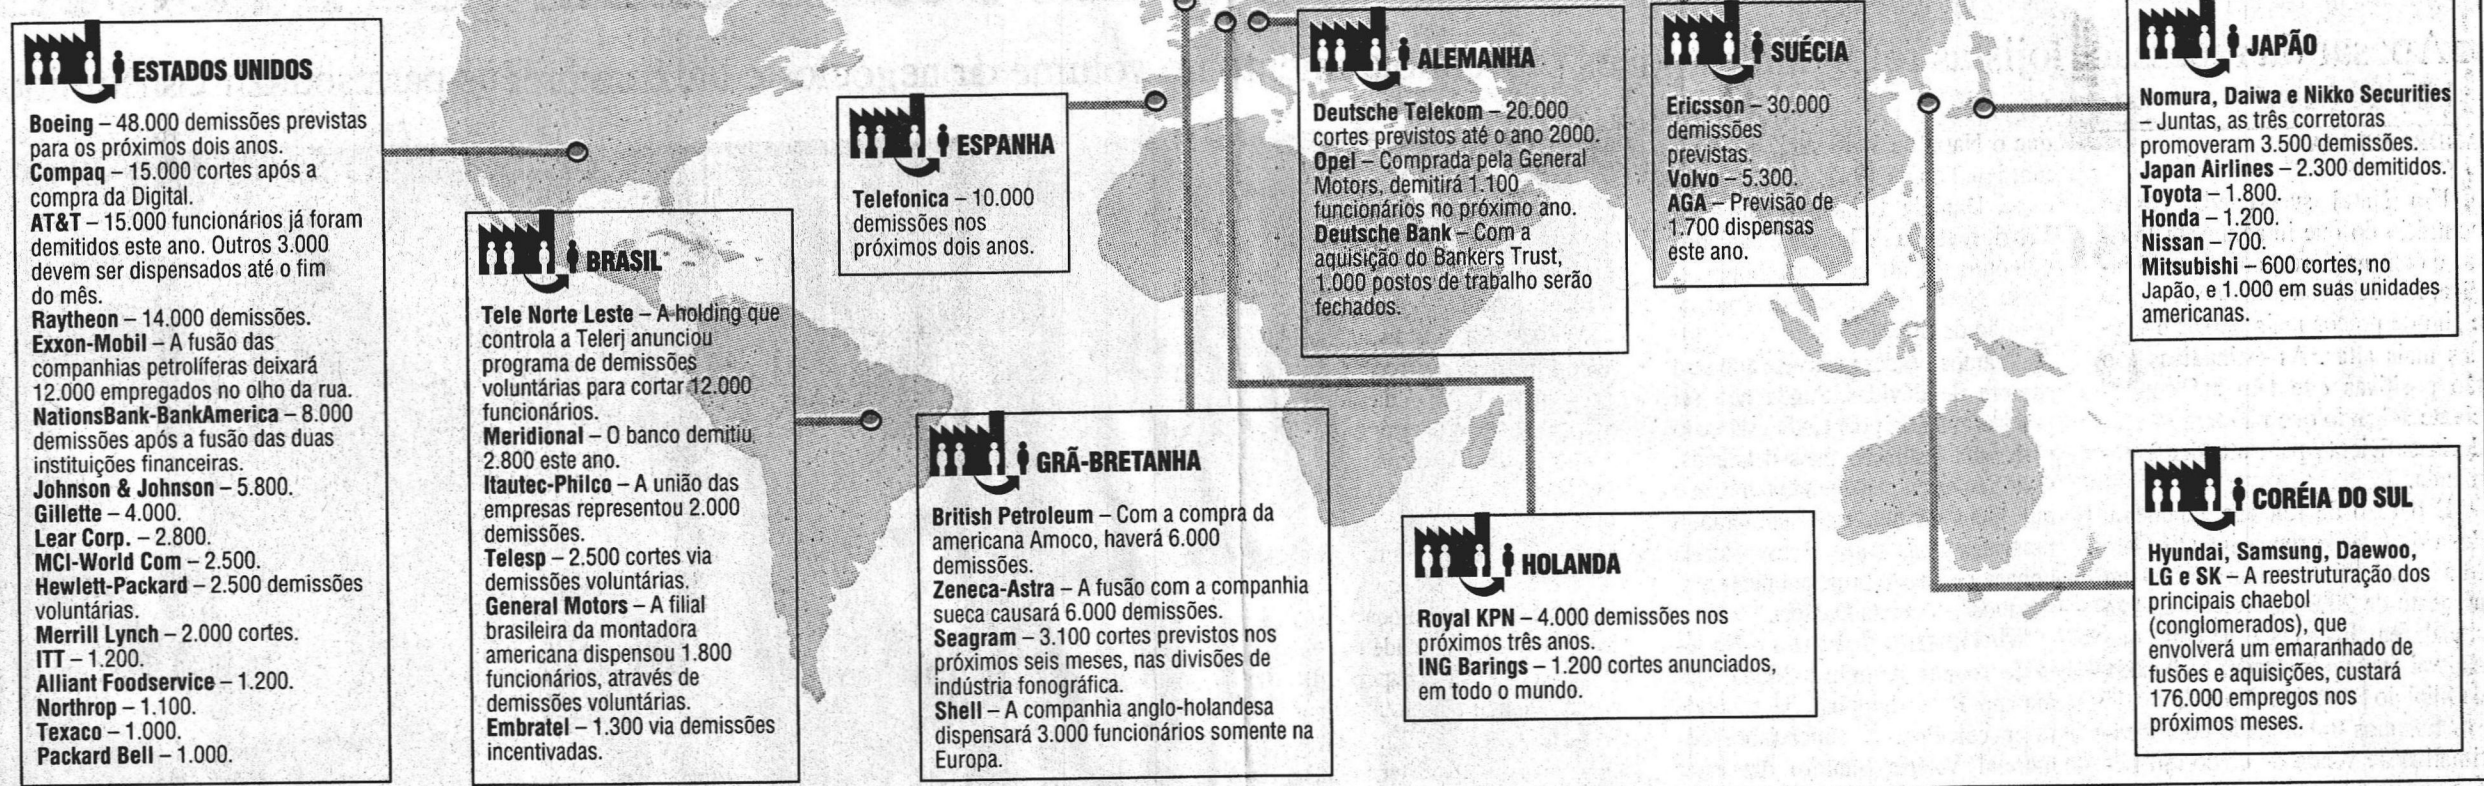 ESTADOS UNIDOS
Boeing – 48.000 demissões previstas
para os próximos dois anos.
Compaq – 15.000 cortes após a
compra da Digital.
AT&T – 15.000 funcionários já foram
demitidos este ano. Outros 3.000
devem ser dispensados até o fim
do mês.
Raytheon – 14.000 demissões.
Exxon-Mobil – A fusão das
companhias petrolíferas deixará
12.000 empregados no olho da rua.
NationsBank-BankAmerica – 8.000
demissões após a fusão das duas
instituições financeiras.
Johnson & Johnson – 5.800.
Gillette – 4.000.
Lear Corp. – 2.800.
MCI-World Com – 2.500.
Hewlett-Packard – 2.500 demissões
voluntárias.
Merrill Lynch – 2.000 cortes.
ITT – 1.200.
Alliant Foodservice – 1.200.
Northrop – 1.100.
Texaco – 1.000.
Packard Bell – 1.000.
BRASIL
Tele Norte Leste – A holding que
controla a Telerj anunciou
programa de demissões
voluntárias para cortar 12.000
funcionários.
Meridional – O banco demitiu
2.800 este ano.
Itautec-Philco – A união das
empresas representou 2.000
demissões.
Telesp – 2.500 cortes via
demissões voluntárias.
General Motors – A filial
brasileira da montadora
americana dispensou 1.800
funcionários, através de
demissões voluntárias.
Embratel – 1.300 via demissões
incentivadas.
ESPANHA
Telefonica – 10.000
demissões nos
próximos dois anos.
GRÃ-BRETANHA
British Petroleum – Com a compra da
americana Amoco, haverá 6.000
demissões.
Zeneca-Astra – A fusão com a companhia
sueca causará 6.000 demissões.
Seagram – 3.100 cortes previstos nos
próximos seis meses, nas divisões de
indústria fonográfica.
Shell – A companhia anglo-holandesa
dispensará 3.000 funcionários somente na
Europa.
ALEMANHA
Deutsche Telekom – 20.000
cortes previstos até o ano 2000.
Opel – Comprada pela General
Motors, demitirá 1.100
funcionários no próximo ano.
Deutsche Bank – Com a
aquisição do Bankers Trust,
1.000 postos de trabalho serão
fechados.
HOLANDA
Royal KPN – 4.000 demissões nos
próximos três anos.
ING Barings – 1.200 cortes anunciados,
em todo o mundo.
SUÉCIA
Ericsson – 30.000
demissões
previstas.
Volvo – 5.300.
AGA – Previsão de
1.700 dispensas
este ano.
JAPÃO
Nomura, Daiwa e Nikko Securities
– Juntas, as três corretoras
promoveram 3.500 demissões.
Japan Airlines – 2.300 demitidos.
Toyota – 1.800.
Honda – 1.200.
Nissan – 700.
Mitsubishi – 600 cortes, no
Japão, e 1.000 em suas unidades
americanas.
CORÉIA DO SUL
Hyundai, Samsung, Daewoo,
LG e SK – A reestruturação dos
principais chaebol
(conglomerados), que
envolverá um emaranhado de
fusões e aquisições, custará
176.000 empregos nos
próximos meses.